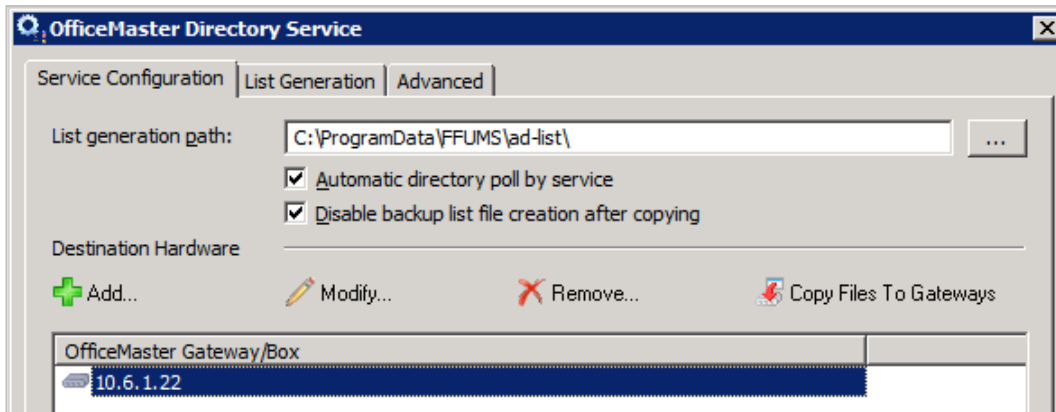 OfficeMaster Directory Service
Service Configuration List Generation Advanced
List generation path: C:\ProgramData\FFUMS\ad-list\ ...
Automatic directory poll by service
Disable backup list file creation after copying
Destination Hardware
Add... Modify... Remove... Copy Files To Gateways
OfficeMaster Gateway/Box
10.6.1.22